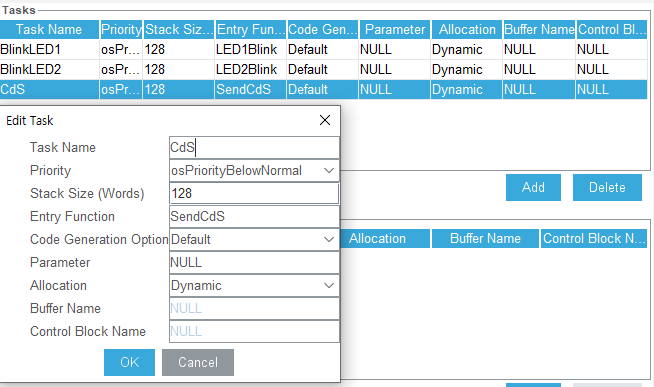 Tasks
Task Name Priority Stack Siz... Entry Fun... Code Gen... Parameter Allocation Buffer Name Control Bl...
BlinkLED1 osPr... 128 LED1Blink Default NULL Dynamic NULL NULL
BlinkLED2 osPr... 128 LED2Blink Default NULL Dynamic NULL NULL
CdS osPr... 128 SendCdS Default NULL Dynamic NULL NULL
Edit Task
Task Name CdS
Priority osPriorityBelowNormal
Stack Size (Words) 128
Entry Function SendCdS
Code Generation Option Default
Parameter NULL
Allocation Dynamic
Buffer Name NULL
Control Block Name NULL
OK Cancel
Add Delete
Allocation Buffer Name Control Block N...